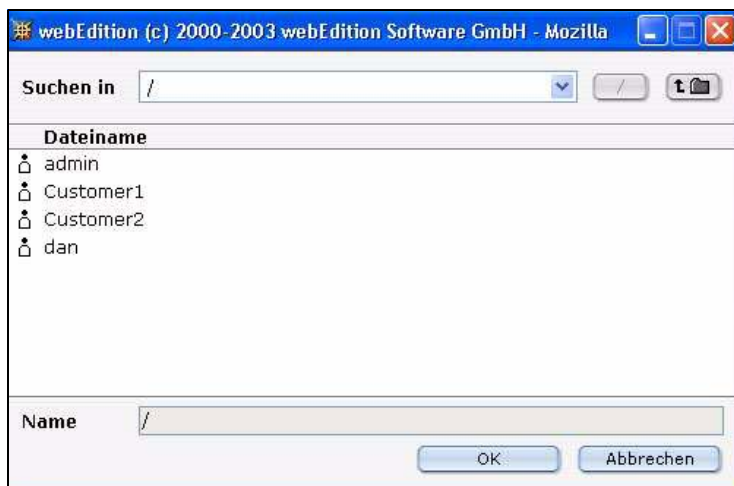 webEdition (c) 2000-2003 webEdition Software GmbH - Mozilla
Suchen in / /
Dateiname
admin
Customer1
Customer2
dan
Name /
OK Abbrechen